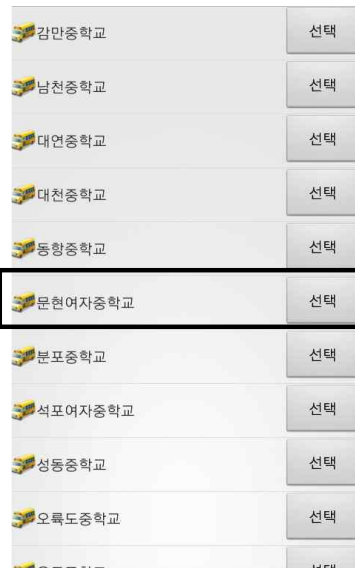 감만중학교 선택
남천중학교 선택
대연중학교 선택
대천중학교 선택
동항중학교 선택
문현여자중학교 선택
분포중학교 선택
석포여자중학교 선택
성동중학교 선택
오륙도중학교 선택